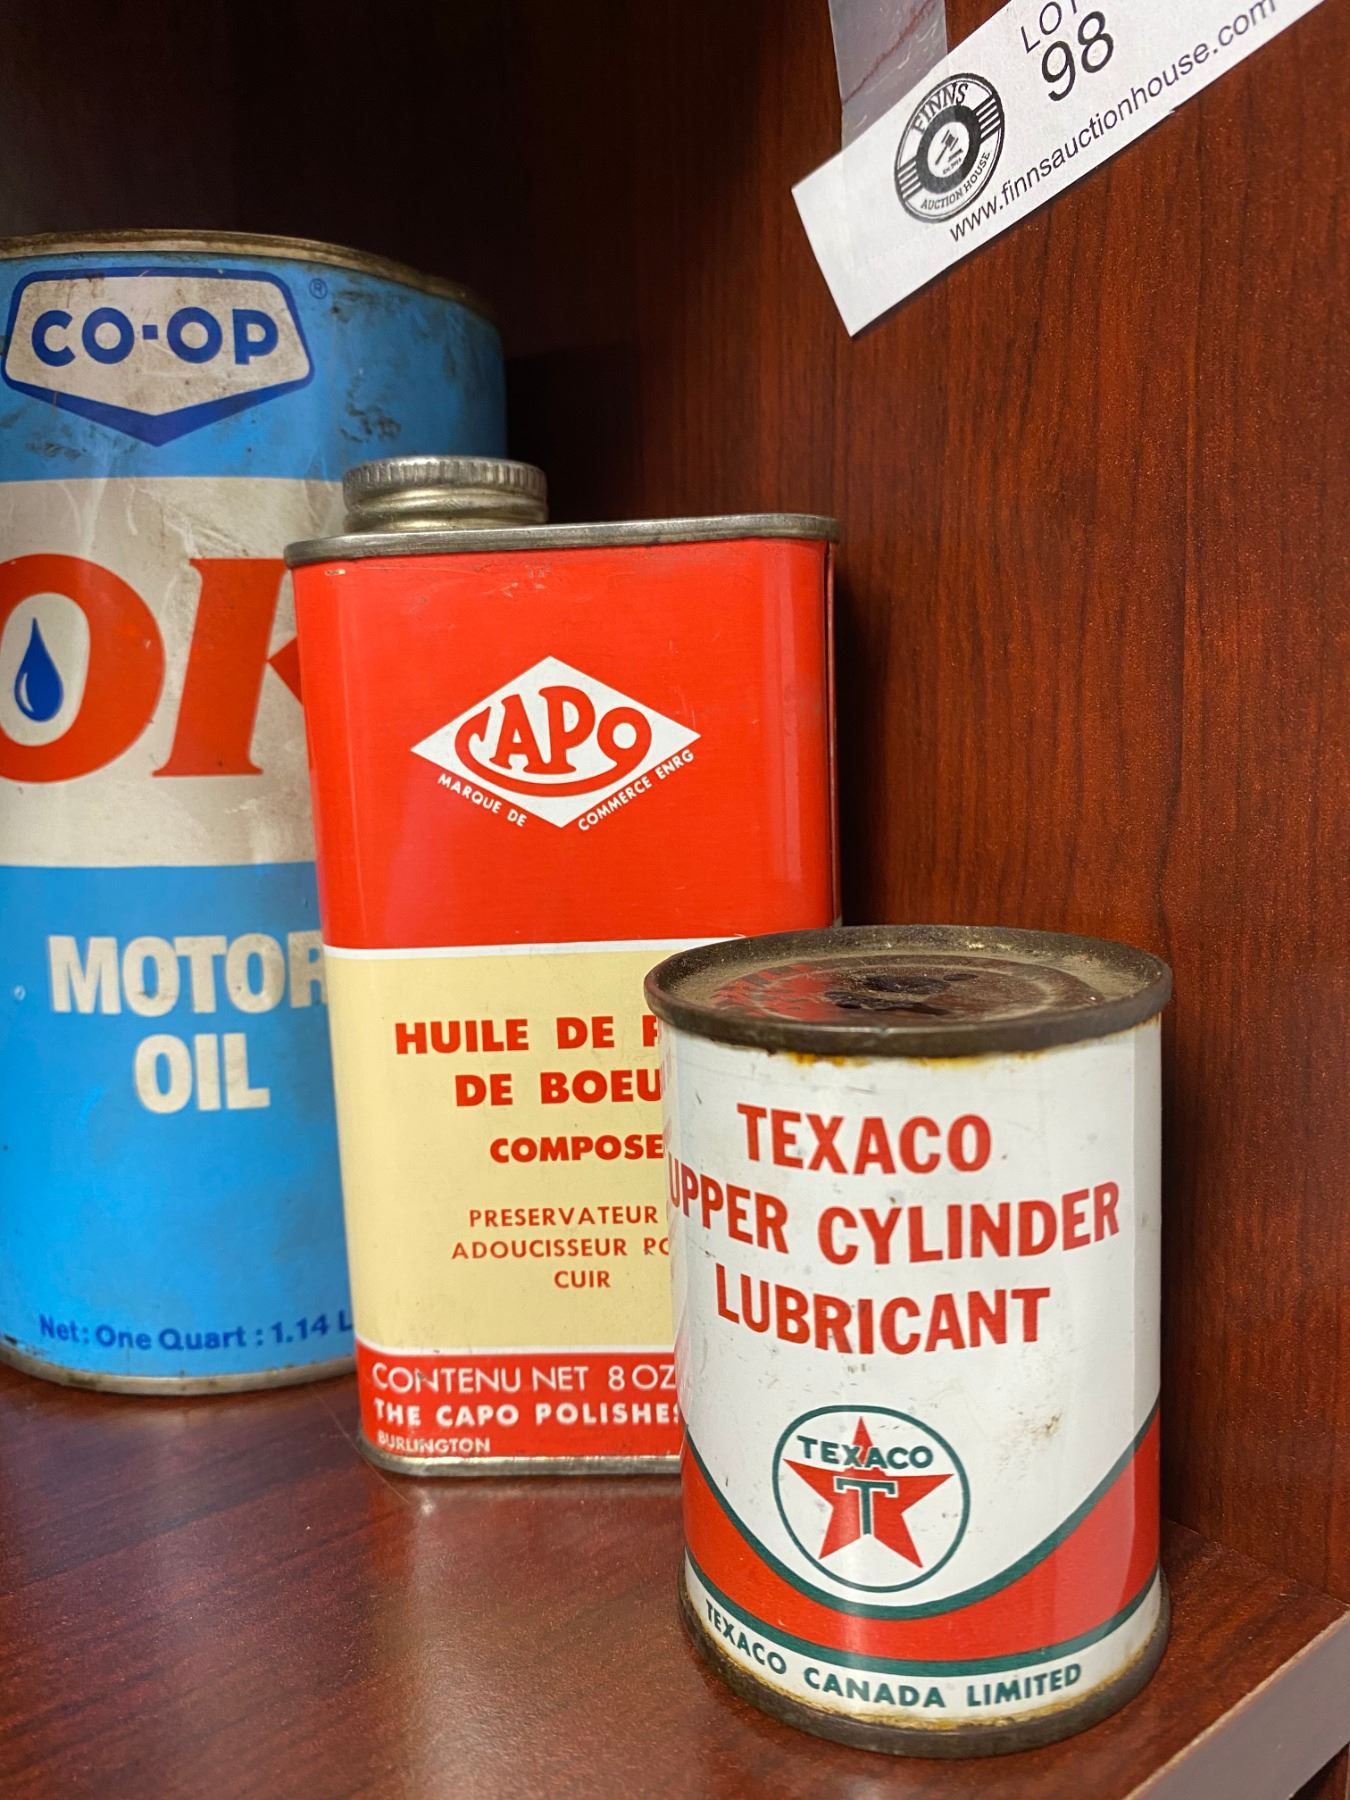 LOT
98
FINNS
AUCTION HOUSE
www.finnsauctionhouse.com
CO-OP ®
OK
MOTOR
OIL
Net: One Quart : 1.14 L
CAPO
MARQUE DE COMMERCE ENRG
HUILE DE
DE BOEU
COMPOSE
PRESERVATEUR
ADOUCISSEUR
CUIR
CONTENU NET 8 OZ
THE CAPO POLISHES
BURLINGTON
TEXACO
UPPER CYLINDER
LUBRICANT
TEXACO
T
TEXACO CANADA LIMITED